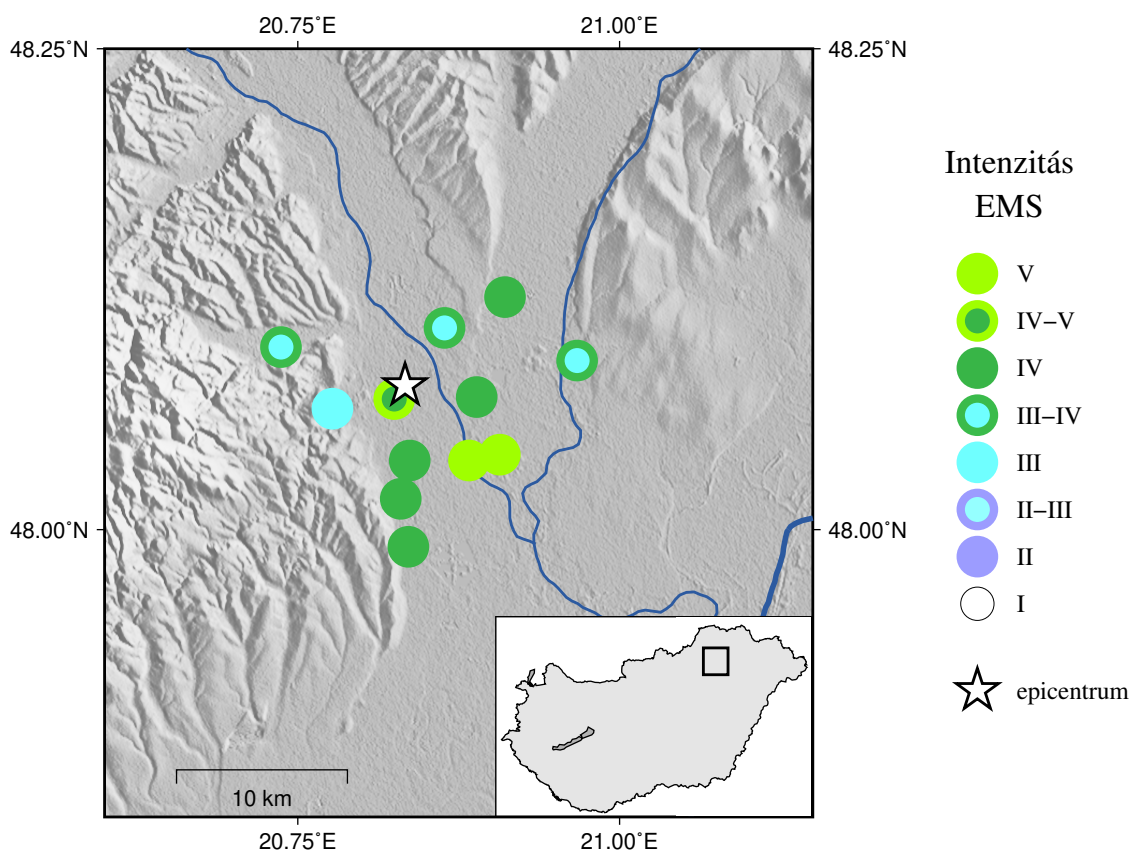 20.75˚E 21.00˚E
48.25˚N 48.25˚N
48.00˚N 48.00˚N
10 km
20.75˚E 21.00˚E
Intenzitás
EMS
V
IV–V
IV
III–IV
III
II–III
II
I
epicentrum